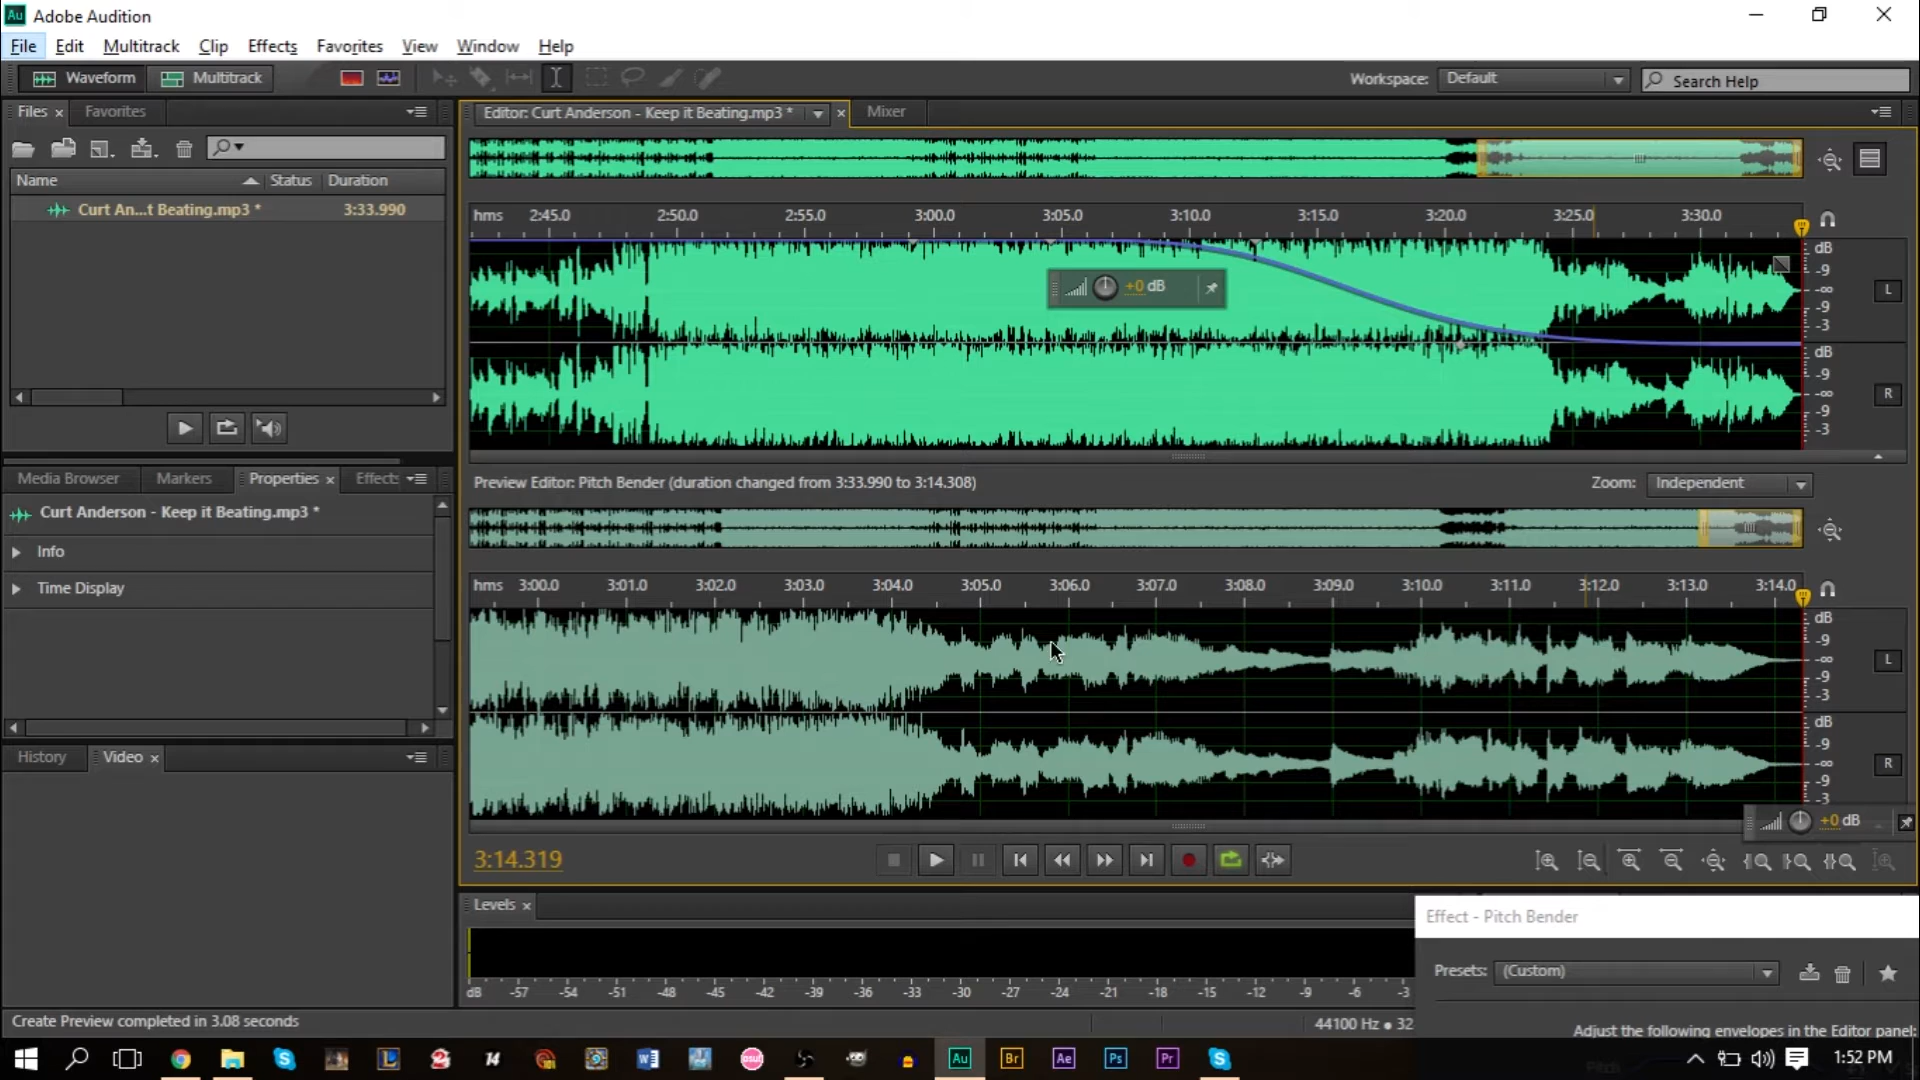 Au Adobe Audition
File Edit Multitrack Clip Effects Favorites View Window Help
Waveform Multitrack Workspace: Default Search Help
Files Favorites
Name Status Duration
Curt An...t Beating.mp3 * 3:33.990
Editor: Curt Anderson - Keep it Beating.mp3 * Mixer
hms 2:45.0 2:50.0 2:55.0 3:00.0 3:05.0 3:10.0 3:15.0 3:20.0 3:25.0 3:30.0
dB
-9
-∞ L
-9
-3
+0 dB
dB
-9
-∞ R
-9
-3
Media Browser Markers Properties Effects
Curt Anderson - Keep it Beating.mp3 *
Info
Time Display
History Video
Preview Editor: Pitch Bender (duration changed from 3:33.990 to 3:14.308) Zoom: Independent
hms 3:00.0 3:01.0 3:02.0 3:03.0 3:04.0 3:05.0 3:06.0 3:07.0 3:08.0 3:09.0 3:10.0 3:11.0 3:12.0 3:13.0 3:14.0
dB
-9
-∞ L
-9
-3
dB
-9
-∞ R
-9
-3
+0 dB
3:14.319
Levels
dB -57 -54 -51 -48 -45 -42 -39 -36 -33 -30 -27 -24 -21 -18 -15 -12 -9 -6 -3
Effect - Pitch Bender
Presets: (Custom)
Adjust the following envelopes in the Editor panel:
Create Preview completed in 3.08 seconds 44100 Hz ● 32
14 osu! Au Br Ae Ps Pr 1:52 PM